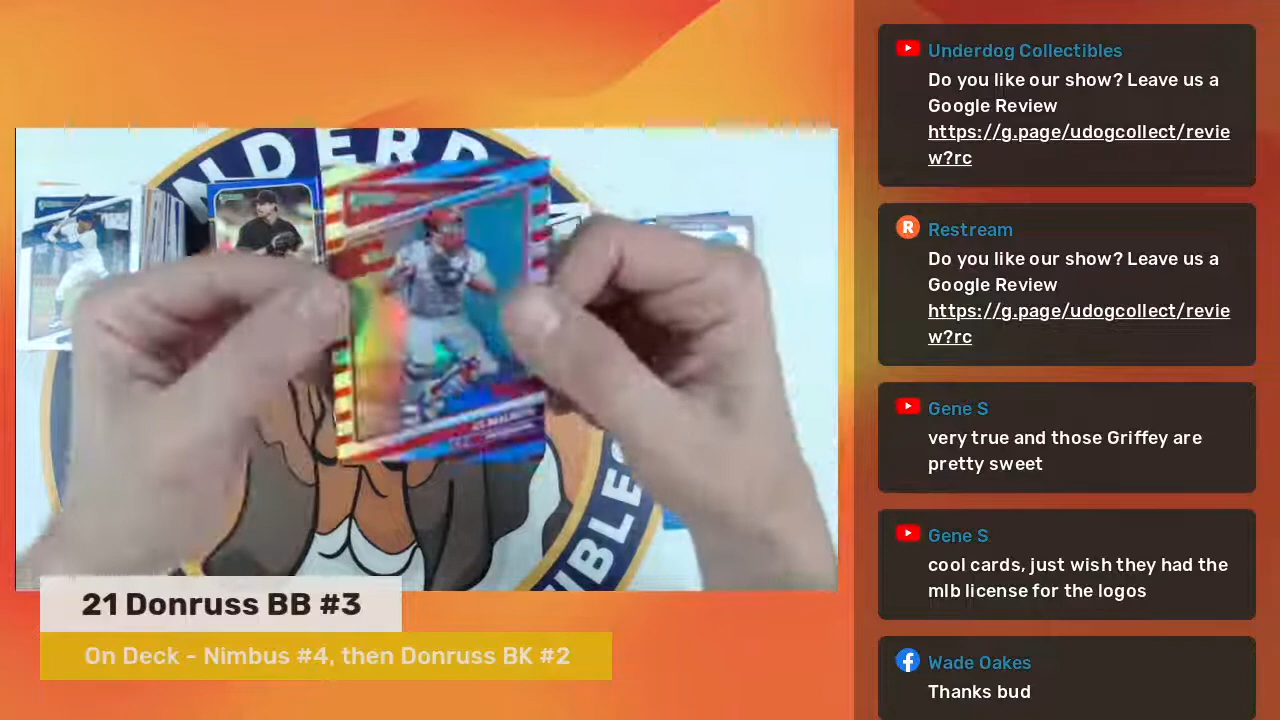 Underdog Collectibles
Do you like our show? Leave us a
Google Review
https://g.page/udogcollect/revie
w?rc
Restream
Do you like our show? Leave us a
Google Review
https://g.page/udogcollect/revie
w?rc
Gene S
very true and those Griffey are
pretty sweet
Gene S
cool cards, just wish they had the
mlb license for the logos
Wade Oakes
Thanks bud
NDERD
IBLES
21 Donruss BB #3
On Deck - Nimbus #4, then Donruss BK #2